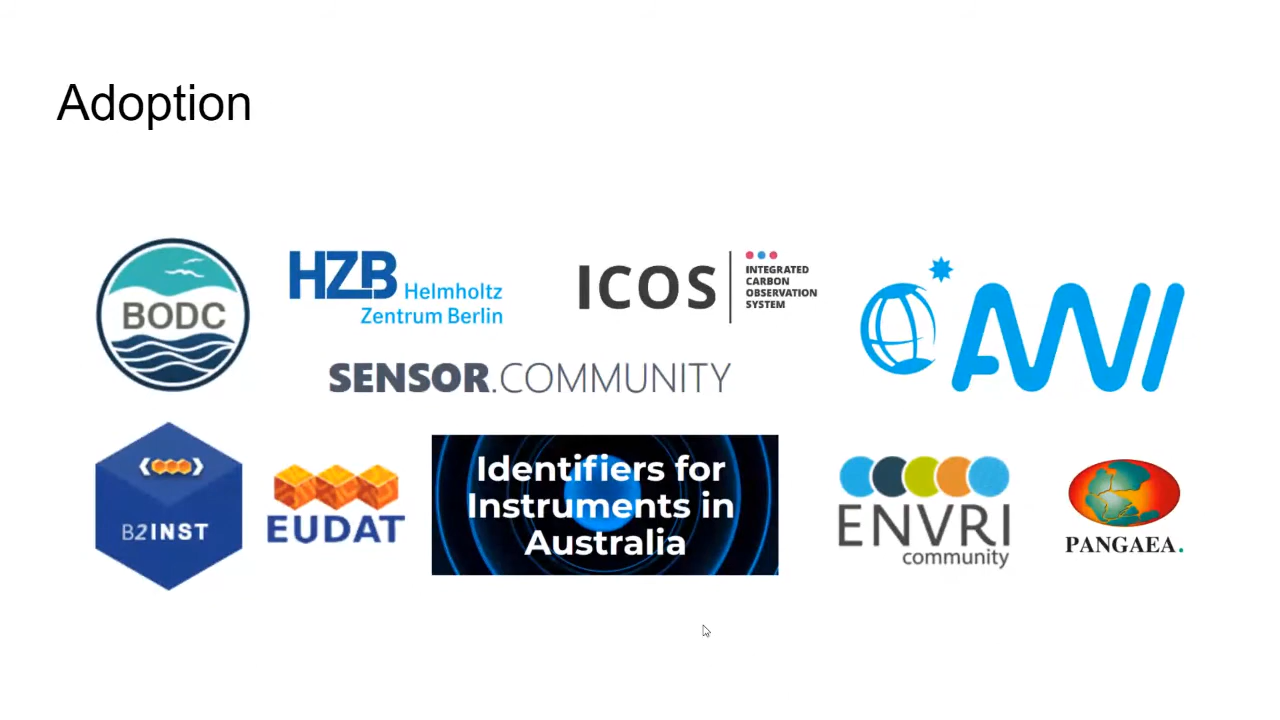 Adoption
BODC
HZB Helmholtz
Zentrum Berlin
ICOS
INTEGRATED
CARBON
OBSERVATION
SYSTEM
AWI
SENSOR.COMMUNITY
B2INST
EUDAT
Identifiers for
Instruments in
Australia
ENVRI
community
PANGAEA.